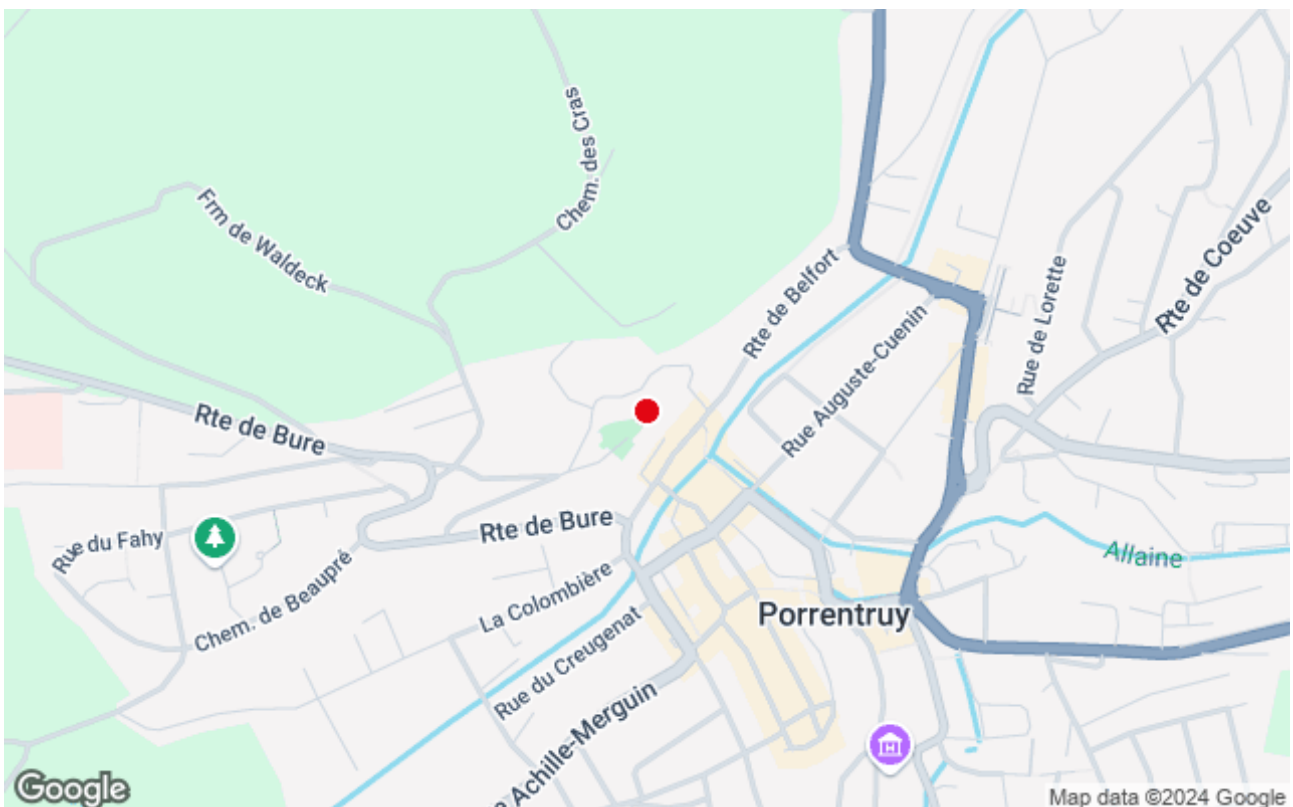 Chem. des Cras
Frm de Waldeck
Rte de Belfort
Rte de Coeuve
Rue de Lorette
Rue Auguste-Cuenin
Rte de Bure
Rte de Bure
Rue du Fahy
Allaine
Chem. de Beaupré
La Colombière
Porrentruy
Rue du Creugenat
Achille-Merguin
H
Google
Map data ©2024 Google